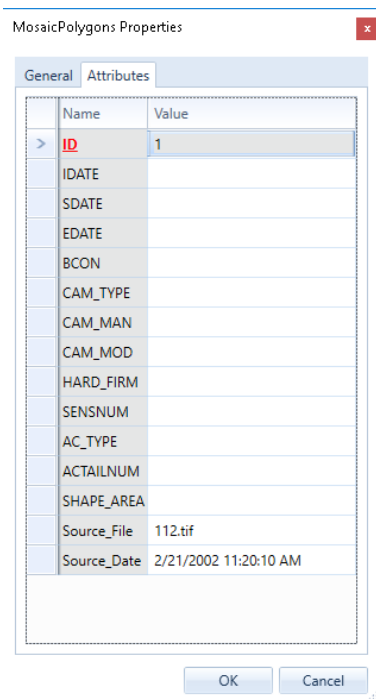 MosaicPolygons Properties
x
General Attributes
Name Value
> ID 1
IDATE
SDATE
EDATE
BCON
CAM_TYPE
CAM_MAN
CAM_MOD
HARD_FIRM
SENSNUM
AC_TYPE
ACTAILNUM
SHAPE_AREA
Source_File 112.tif
Source_Date 2/21/2002 11:20:10 AM
OK Cancel